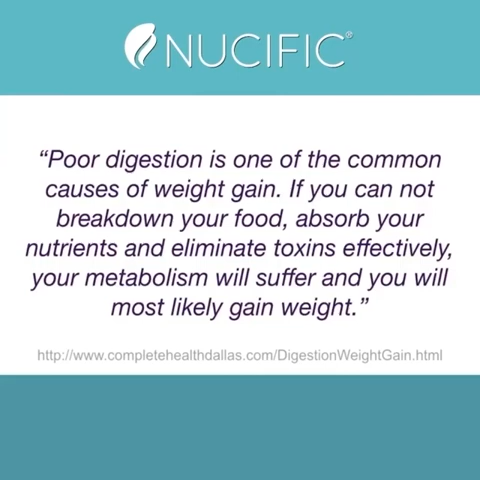 NUCIFIC®
“Poor digestion is one of the common
causes of weight gain. If you can not
breakdown your food, absorb your
nutrients and eliminate toxins effectively,
your metabolism will suffer and you will
most likely gain weight.”
http://www.completehealthdallas.com/DigestionWeightGain.html